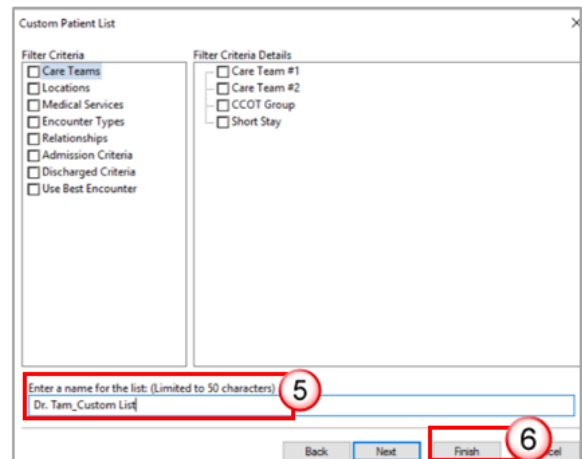 Custom Patient List
Filter Criteria
Care Teams
Locations
Medical Services
Encounter Types
Relationships
Admission Criteria
Discharged Criteria
Use Best Encounter
Filter Criteria Details
Care Team #1
Care Team #2
CCOT Group
Short Stay
Enter a name for the list: (Limited to 50 characters)
5
Dr. Tam_Custom List
Back
Next
Finish
6